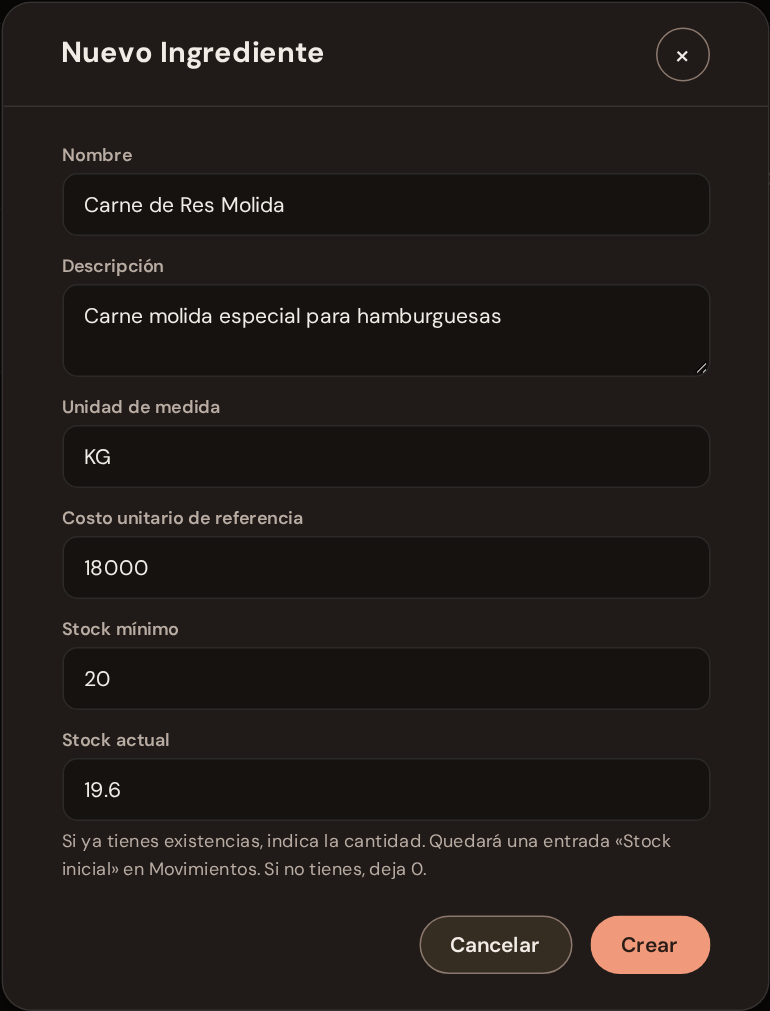 Nuevo Ingrediente
×
Nombre
Carne de Res Molida
Descripción
Carne molida especial para hamburguesas
Unidad de medida
KG
Costo unitario de referencia
18000
Stock mínimo
20
Stock actual
19.6
Si ya tienes existencias, indica la cantidad. Quedará una entrada «Stock
inicial» en Movimientos. Si no tienes, deja 0.
Cancelar
Crear